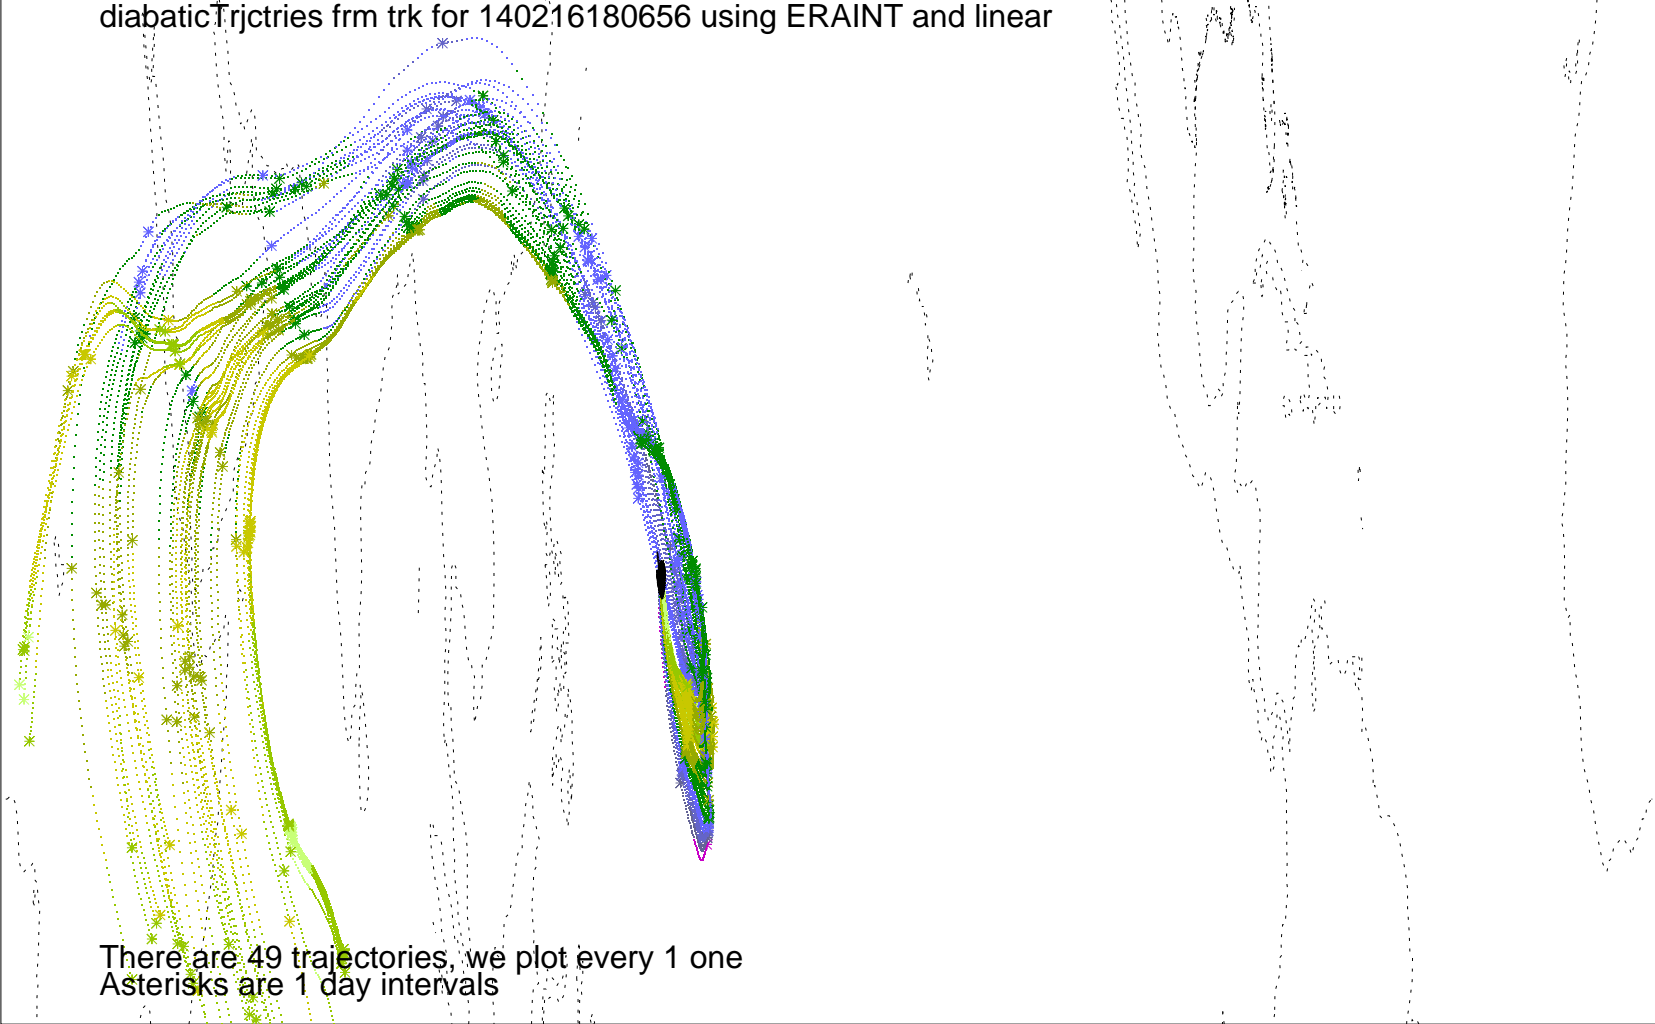 diabaticTrjctries frm trk for 140216180656 using ERAINT and linear
There are 49 trajectories, we plot every 1 one
Asterisks are 1 day intervals